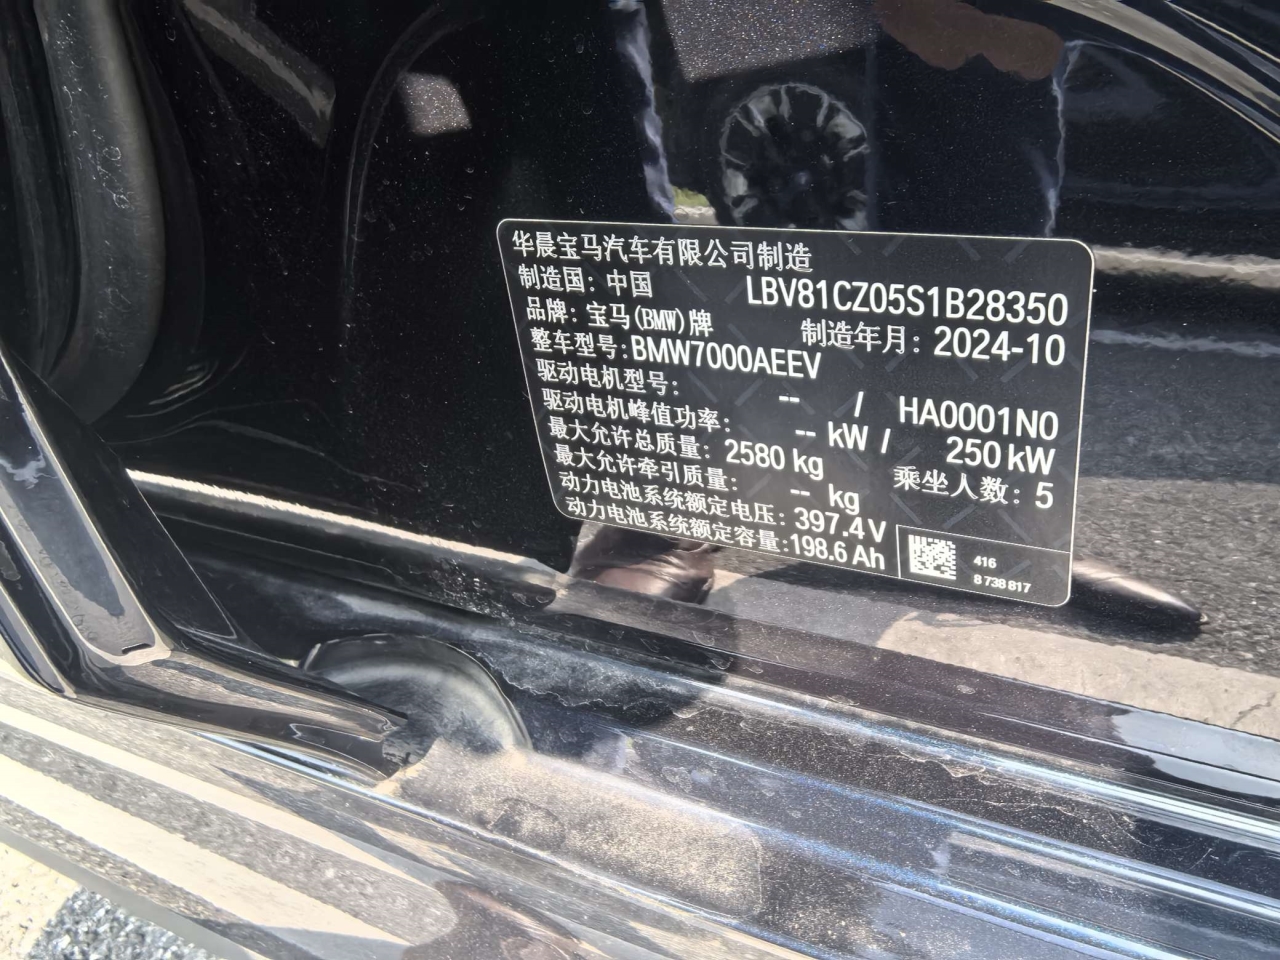 华晨宝马汽车有限公司制造
制造国：中国 LBV81CZ05S1B28350
品牌：宝马(BMW)牌 制造年月：2024-10
整车型号：BMW7000AEEV
驱动电机型号： -- / HA0001N0
驱动电机峰值功率： -- kW / 250 kW
最大允许总质量：2580 kg 乘坐人数：5
最大允许牵引质量： -- kg
动力电池系统额定电压：397.4 V
动力电池系统额定容量：198.6 Ah
416
8 738 817